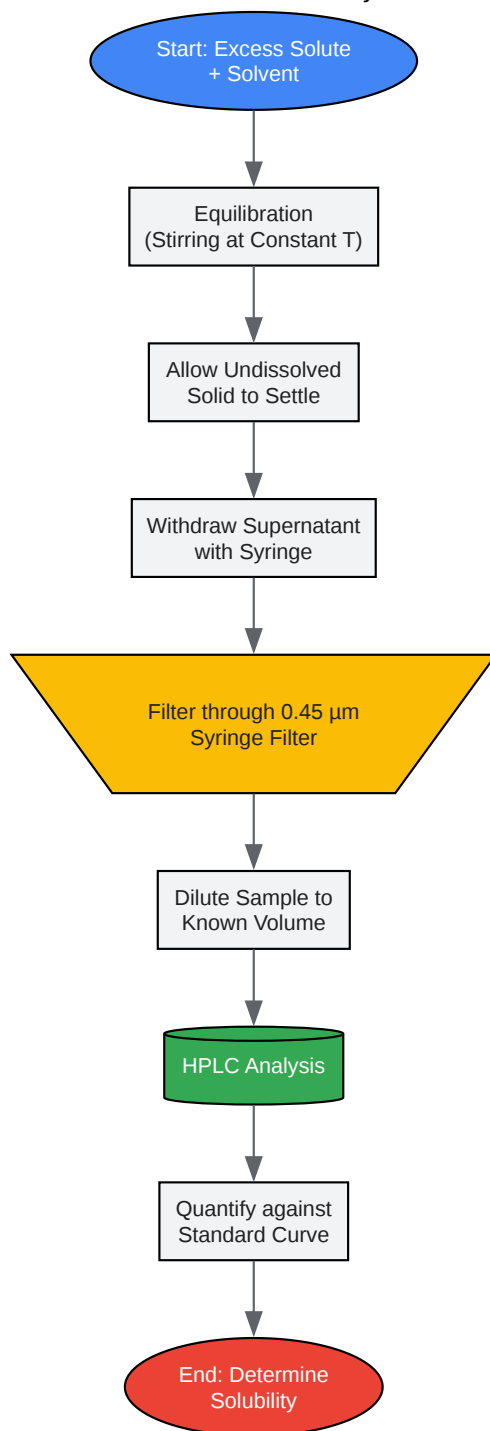 Start: Excess Solute
+ Solvent
Equilibration
(Stirring at Constant T)
Allow Undissolved
Solid to Settle
Withdraw Supernatant
with Syringe
Filter through 0.45 µm
Syringe Filter
Dilute Sample to
Known Volume
HPLC Analysis
Quantify against
Standard Curve
End: Determine
Solubility